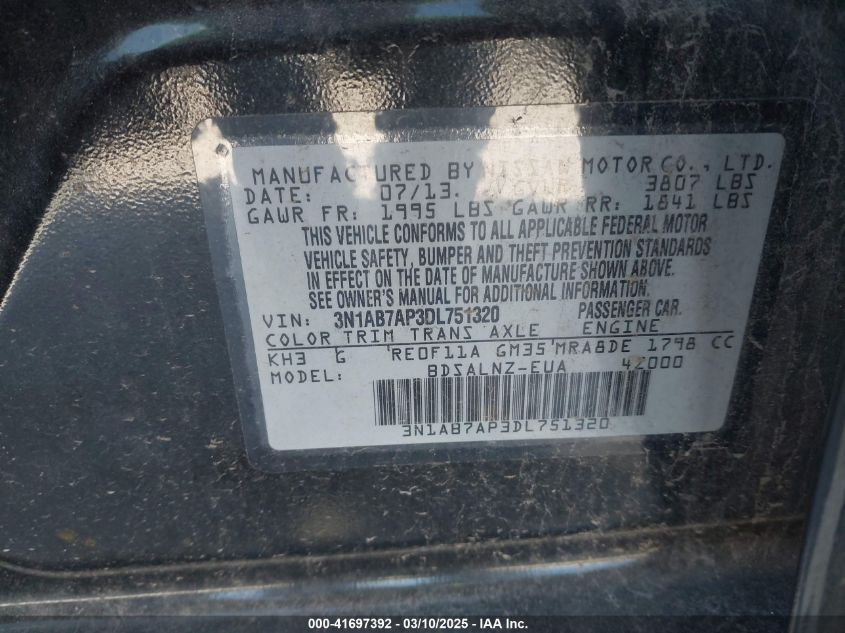 MANUFACTURED BY NISSAN MOTOR CO., LTD.
DATE: 07/13. GVWR: 3807 LBS
GAWR FR: 1995 LBS GAWR RR: 1841 LBS
THIS VEHICLE CONFORMS TO ALL APPLICABLE FEDERAL MOTOR
VEHICLE SAFETY, BUMPER AND THEFT PREVENTION STANDARDS
IN EFFECT ON THE DATE OF MANUFACTURE SHOWN ABOVE.
SEE OWNER'S MANUAL FOR ADDITIONAL INFORMATION.
VIN: 3N1AB7AP3DL751320 PASSENGER CAR.
COLOR TRIM TRANS AXLE ENGINE
KH3 G RE0F11A GM35 MRA8DE 1798 CC
MODEL: BDSALNZ-EUA 42000
3N1AB7AP3DL751320
000-41697392 - 03/10/2025 - IAA Inc.